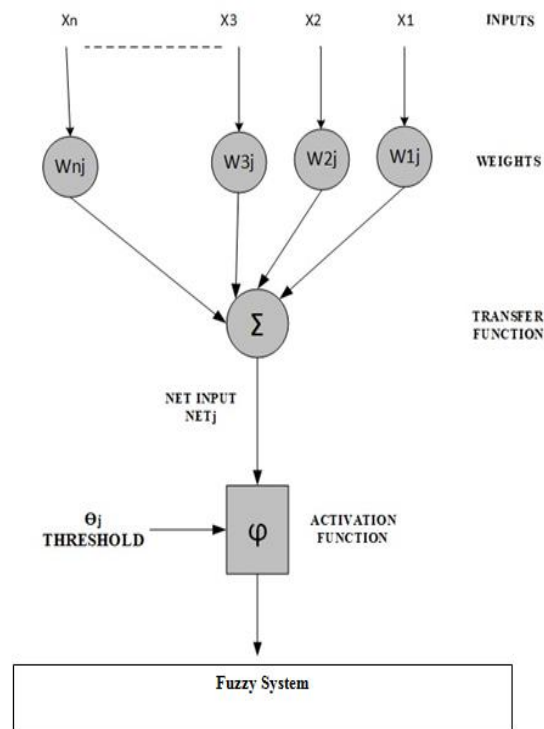 Xn X3 X2 X1 INPUTS
Wnj W3j W2j W1j WEIGHTS
Σ
TRANSFER
FUNCTION
NET INPUT
NETj
Θj
THRESHOLD
φ
ACTIVATION
FUNCTION
Fuzzy System